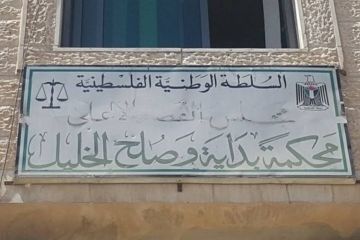 السلطة الوطنية الفلسطينية
مجلس القضاء الأعلى
محكمة بداية وصلح الخليل